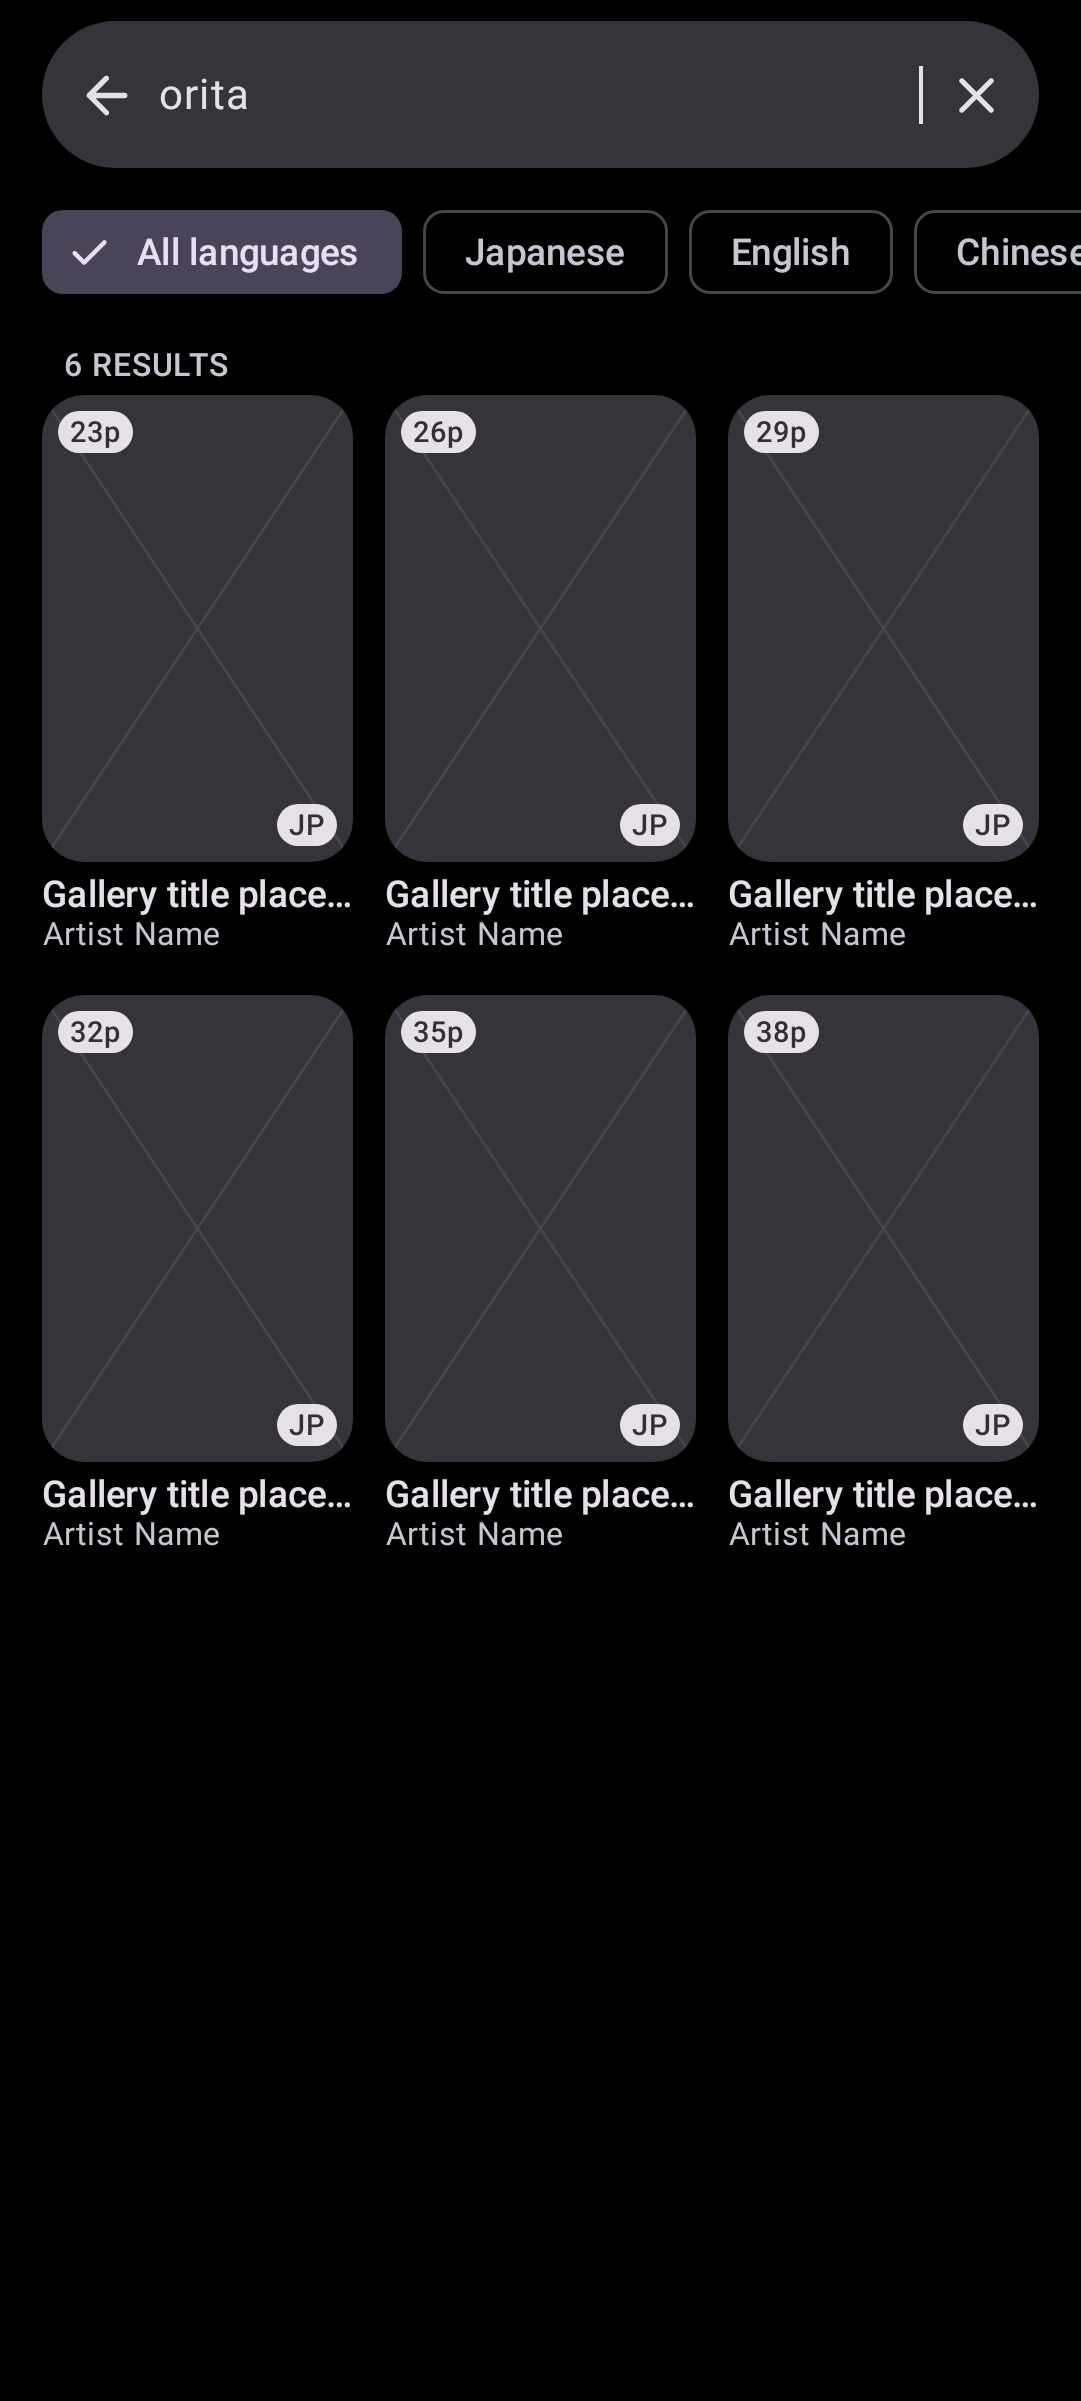 orita
All languages
Japanese
English
Chinese
6 RESULTS
23p
26p
29p
JP
JP
JP
Gallery title place...
Gallery title place...
Gallery title place...
Artist Name
Artist Name
Artist Name
32p
35p
38p
JP
JP
JP
Gallery title place...
Gallery title place...
Gallery title place...
Artist Name
Artist Name
Artist Name